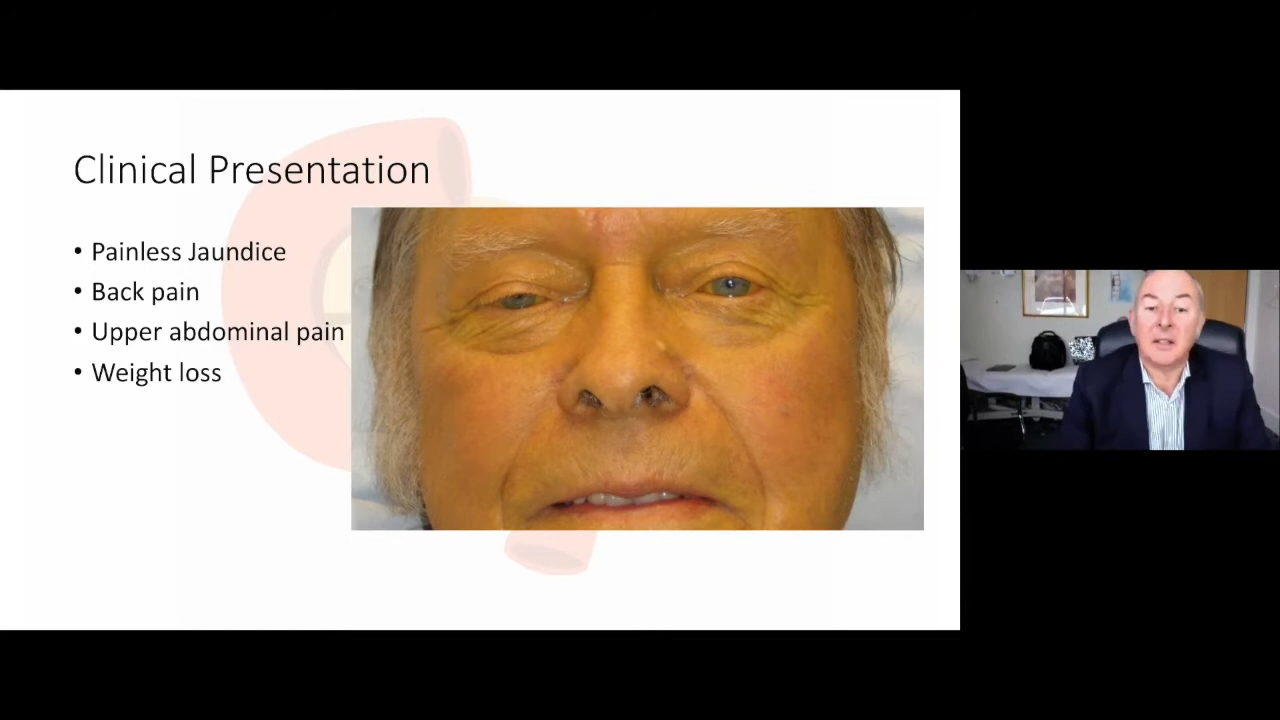 Clinical Presentation
• Painless Jaundice
• Back pain
• Upper abdominal pain
• Weight loss